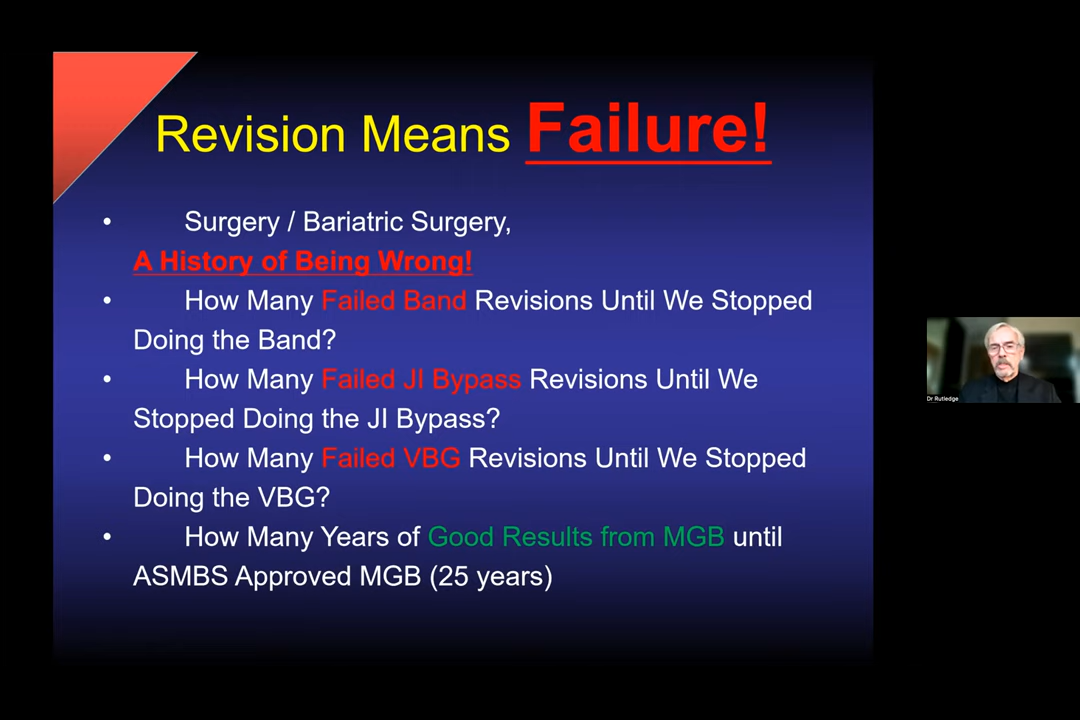 Revision Means Failure!
• Surgery / Bariatric Surgery,
A History of Being Wrong!
• How Many Failed Band Revisions Until We Stopped
Doing the Band?
• How Many Failed JI Bypass Revisions Until We
Stopped Doing the JI Bypass?
• How Many Failed VBG Revisions Until We Stopped
Doing the VBG?
• How Many Years of Good Results from MGB until
ASMBS Approved MGB (25 years)
Dr Rutledge